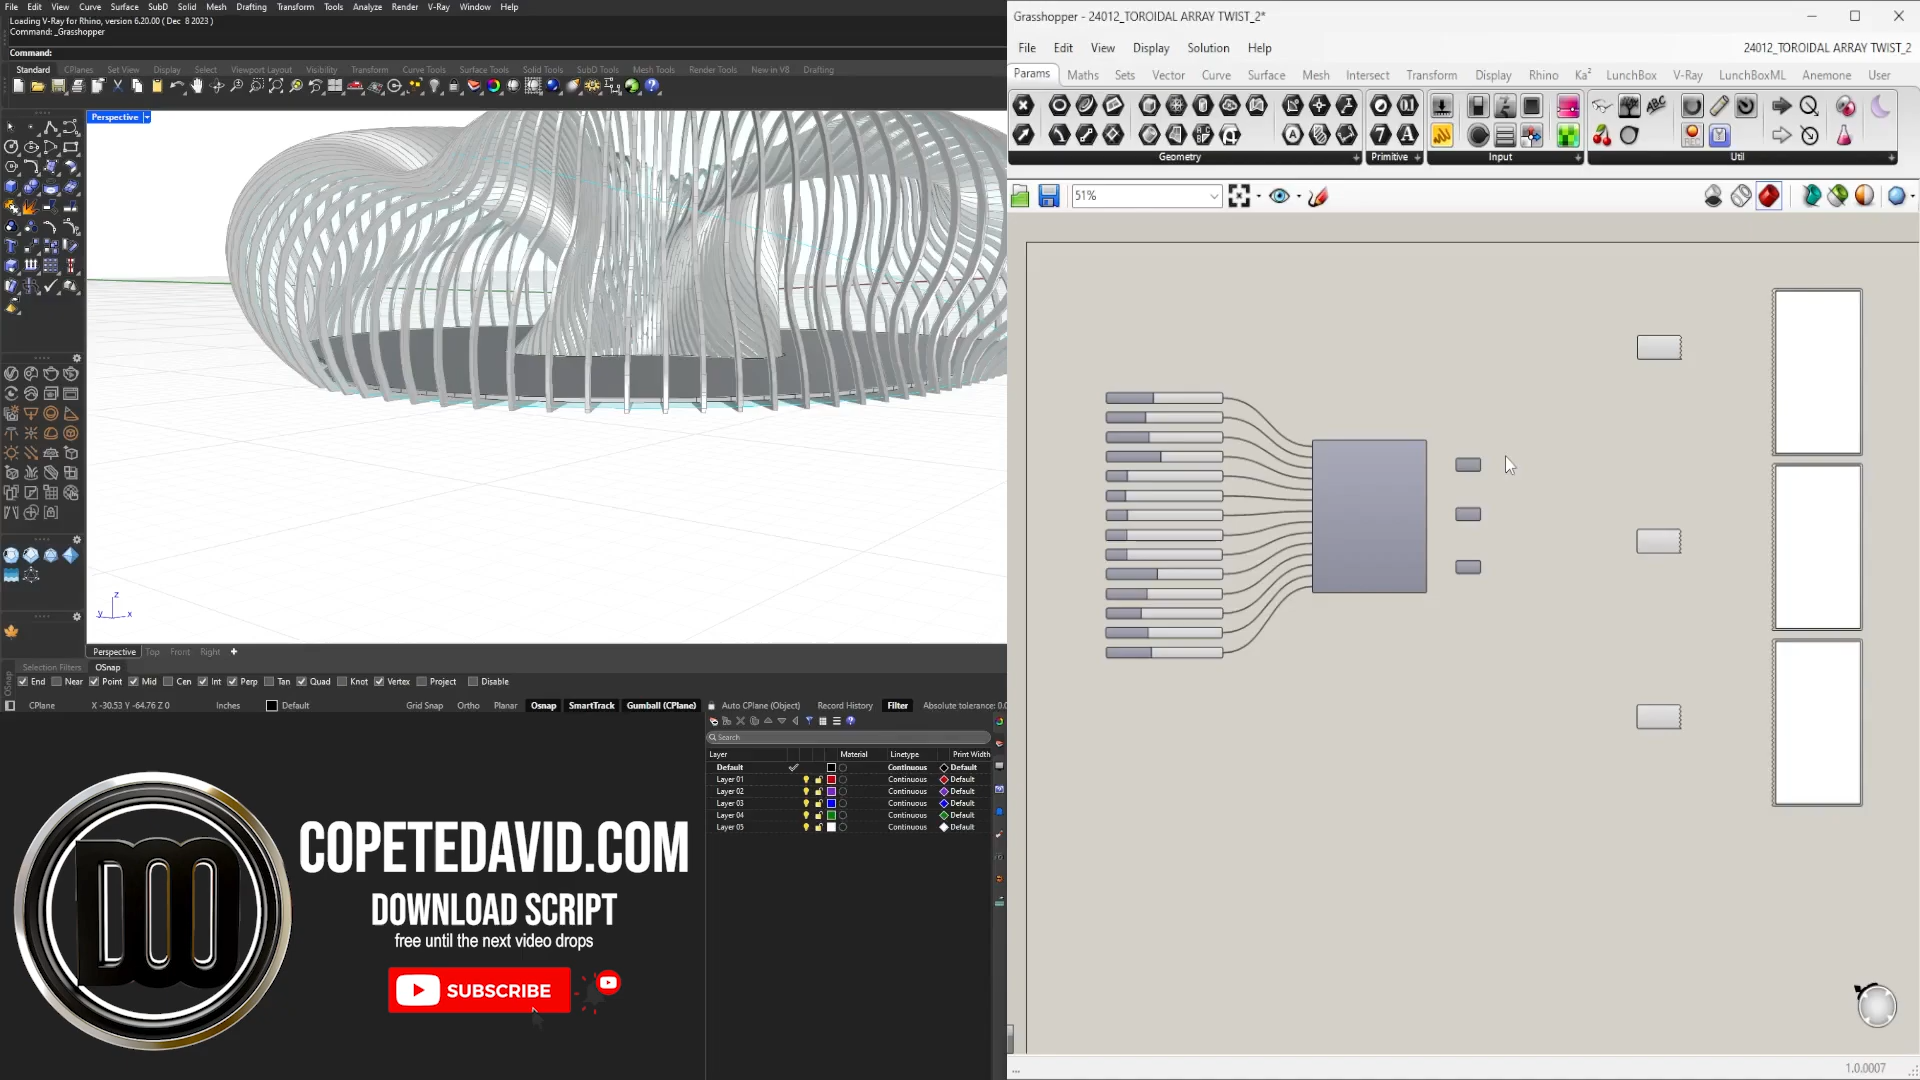 File Edit View Curve Surface SubD Solid Mesh Drafting Transform Tools Analyze Render V-Ray Window Help
Loading V-Ray for Rhino, version 6.20.00 ( Dec 8 2023 )
Command: _Grasshopper
Command:
Standard CPlanes Set View Display Select Viewport Layout Visibility Transform Curve Tools Surface Tools Solid Tools SubD Tools Mesh Tools Render Tools New in V8 Drafting
Perspective
z
y x
Perspective Top Front Right
Selection Filters OSnap
OSnap
End Near Point Mid Cen Int Perp Tan Quad Knot Vertex Project Disable
CPlane X -30.53 Y -64.76 Z 0 Inches Default Grid Snap Ortho Planar Osnap SmartTrack Gumball (CPlane) Auto CPlane (Object) Record History Filter Absolute tolerance: 0.0
Search
Layer Material Linetype Print Width
Default Continuous Default
Layer 01 Continuous Default
Layer 02 Continuous Default
Layer 03 Continuous Default
Layer 04 Continuous Default
Layer 05 Continuous Default
COPETEDAVID.COM
DOWNLOAD SCRIPT
free until the next video drops
SUBSCRIBE
Grasshopper - 24012_TOROIDAL ARRAY TWIST_2*
File Edit View Display Solution Help
24012_TOROIDAL ARRAY TWIST_2
Params Maths Sets Vector Curve Surface Mesh Intersect Transform Display Rhino Ka² LunchBox V-Ray LunchBoxML Anemone User
Geometry Primitive Input Util
51%
1.0.0007